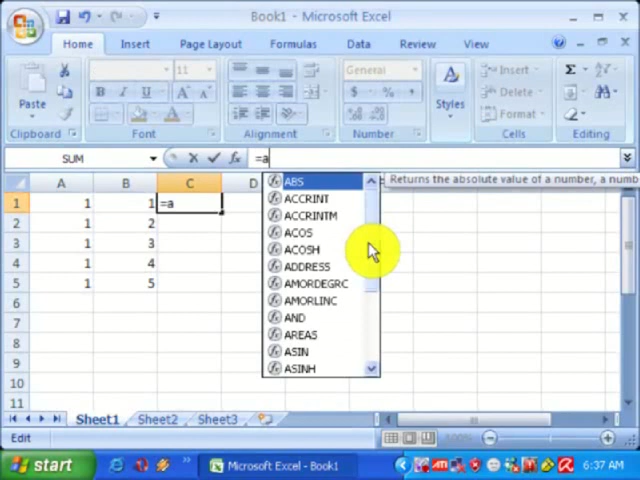 Book1 - Microsoft Excel
Home Insert Page Layout Formulas Data Review View
11 General Σ
Paste B I U $ % , Styles Insert Delete Format
Clipboard Font Alignment Number Cells Editing
SUM =a
ABS Returns the absolute value of a number, a numb
A B C D
1 1 1 =a
2 1 2
3 1 3
4 1 4
5 1 5
6
7
8
9
10
11
ACCRINT
ACCRINTM
ACOS
ACOSH
ADDRESS
AMORDEGRC
AMORLINC
AND
AREAS
ASIN
ASINH
Sheet1 Sheet2 Sheet3
Edit 100%
start Microsoft Excel - Book1 ATI 6:37 AM